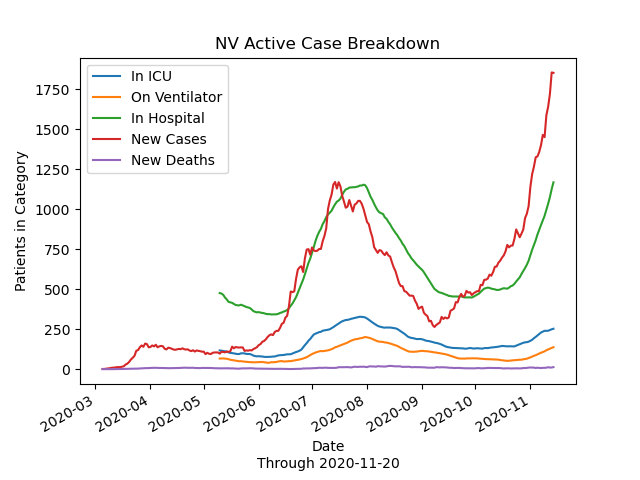 NV Active Case Breakdown
In ICU
On Ventilator
In Hospital
New Cases
New Deaths
Patients in Category
1750
1500
1250
1000
750
500
250
0
2020-03
2020-04
2020-05
2020-06
2020-07
2020-08
2020-09
2020-10
2020-11
Date
Through 2020-11-20